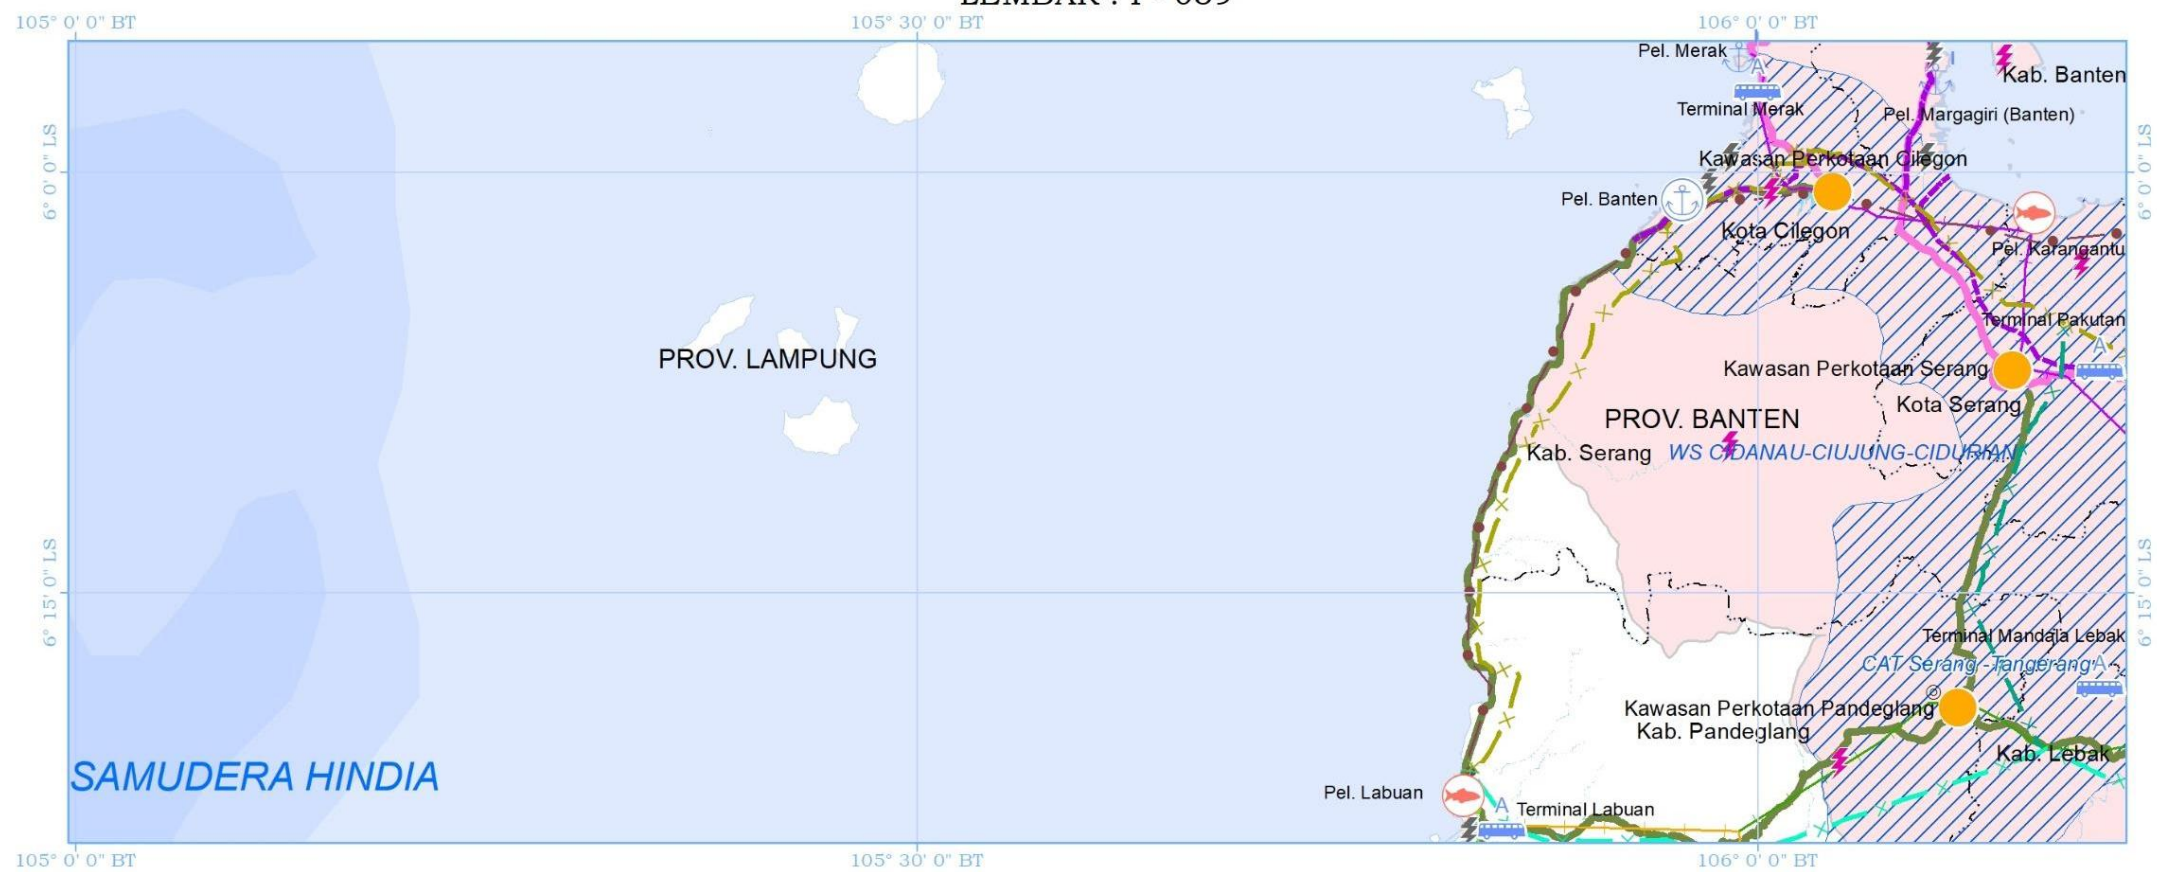 105° 0' 0" BT
105° 30' 0" BT
106° 0' 0" BT
Pel. Merak
A
Kab. Banten
Terminal Merak
Pel. Margagiri (Banten)
6° 0' 0" LS
6° 0' 0" LS
Kawasan Perkotaan Cilegon
Pel. Banten
Kota Cilegon
Pel. Karangantu
Terminal Pakutan
A
PROV. LAMPUNG
Kawasan Perkotaan Serang
Kota Serang
PROV. BANTEN
Kab. Serang
WS CIDANAU-CIUJUNG-CIDURIAN
6° 15' 0" LS
6° 15' 0" LS
Terminal Mandala Lebak
CAT Serang -Tangerang
A
Kawasan Perkotaan Pandeglang
Kab. Pandeglang
Kab. Lebak
SAMUDERA HINDIA
Pel. Labuan
A
Terminal Labuan
105° 0' 0" BT
105° 30' 0" BT
106° 0' 0" BT